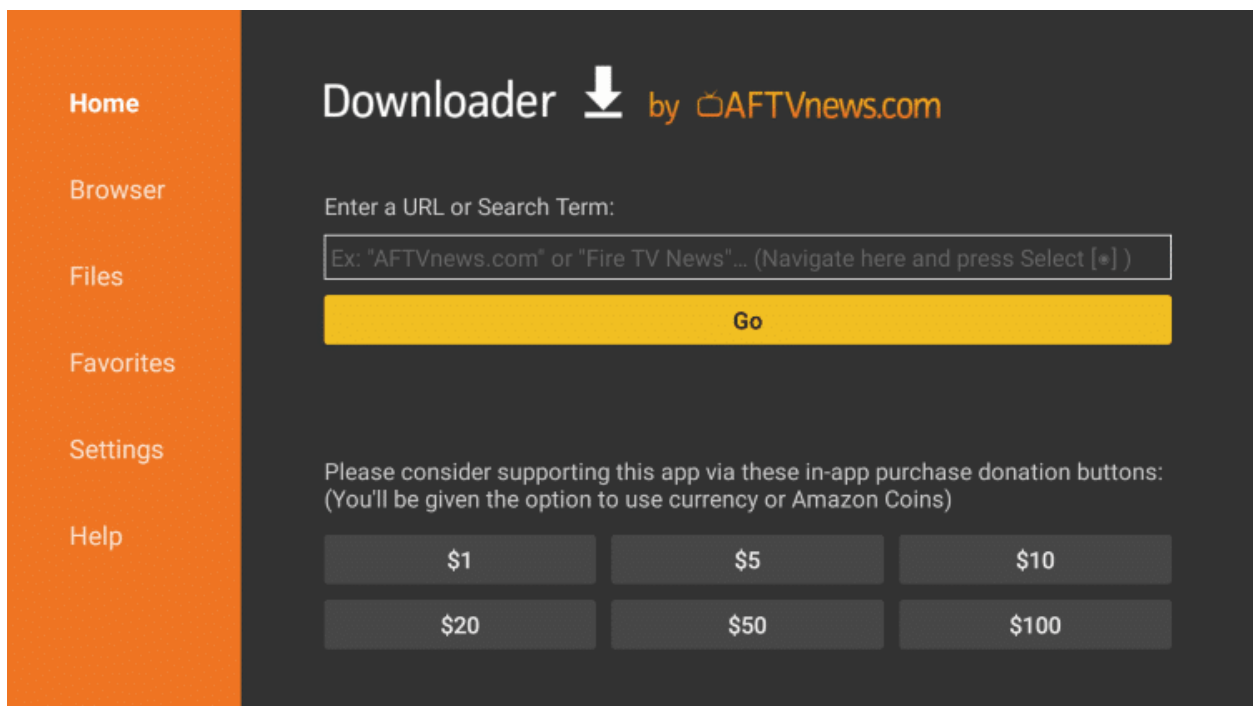 Home
Browser
Files
Favorites
Settings
Help
Downloader by AFTVnews.com
Enter a URL or Search Term:
Ex: "AFTVnews.com" or "Fire TV News"... (Navigate here and press Select [◉] )
Go
Please consider supporting this app via these in-app purchase donation buttons:
(You'll be given the option to use currency or Amazon Coins)
$1 $5 $10
$20 $50 $100